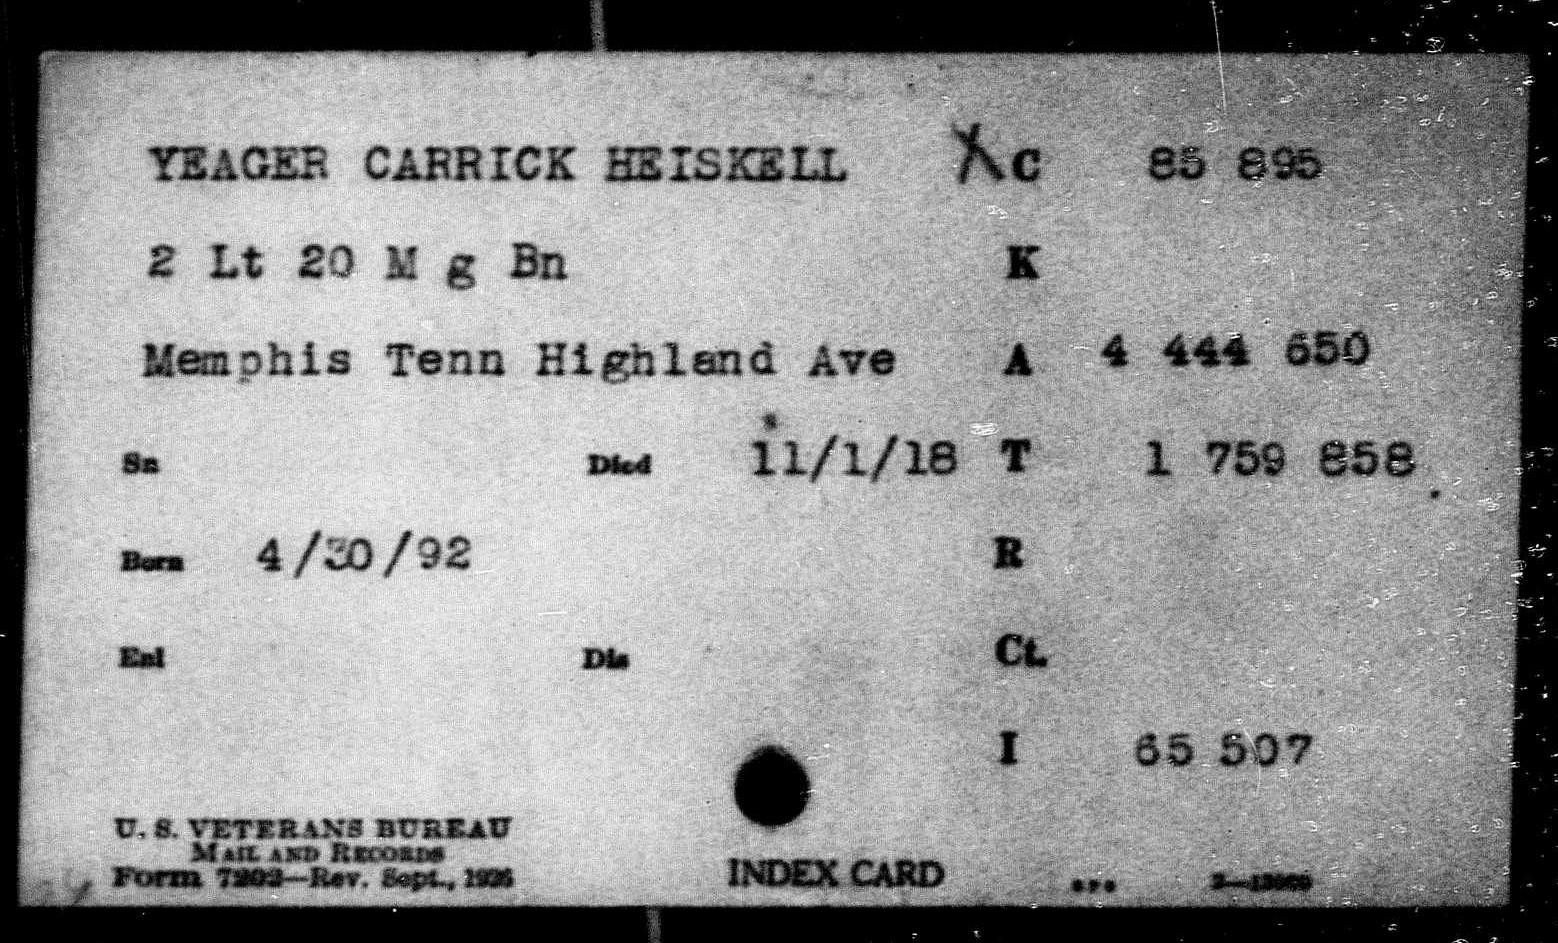 YEAGER CARRICK HEISKELL XC 85 895
2 Lt 20 M g Bn K
Memphis Tenn Highland Ave A 4 444 650
Sn Died 11/1/18 T 1 759 858
Born 4/30/92 R
Enl Dis Ct.
I 65 507
U. S. VETERANS BUREAU
MAIL AND RECORDS
Form 7202—Rev. Sept., 1926
INDEX CARD